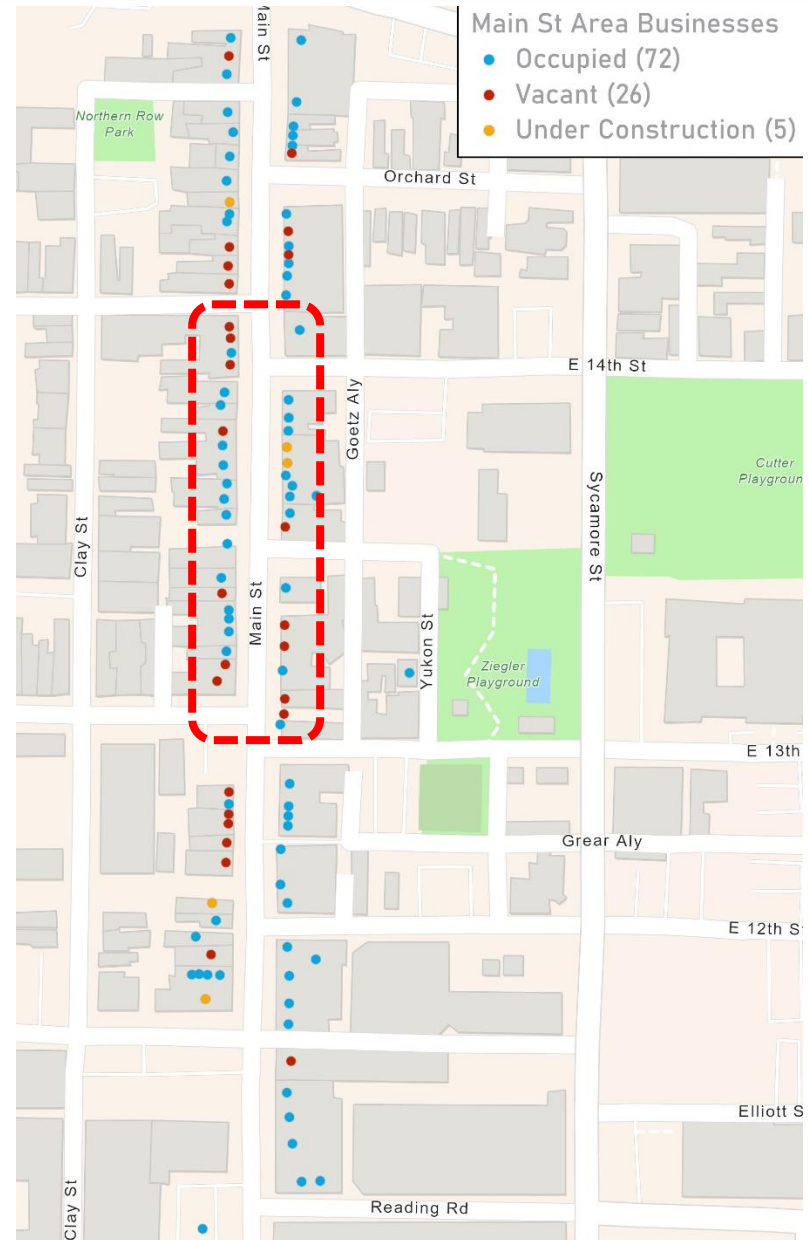 Main St Area Businesses
Occupied (72)
Vacant (26)
Under Construction (5)
Main St
Northern Row
Park
Orchard St
E 14th St
Goetz Aly
Cutter
Playgroun
Sycamore St
Clay St
Main St
Yukon St
Ziegler
Playground
E 13th
Grear Aly
E 12th St
Elliott S
Reading Rd
Clay St